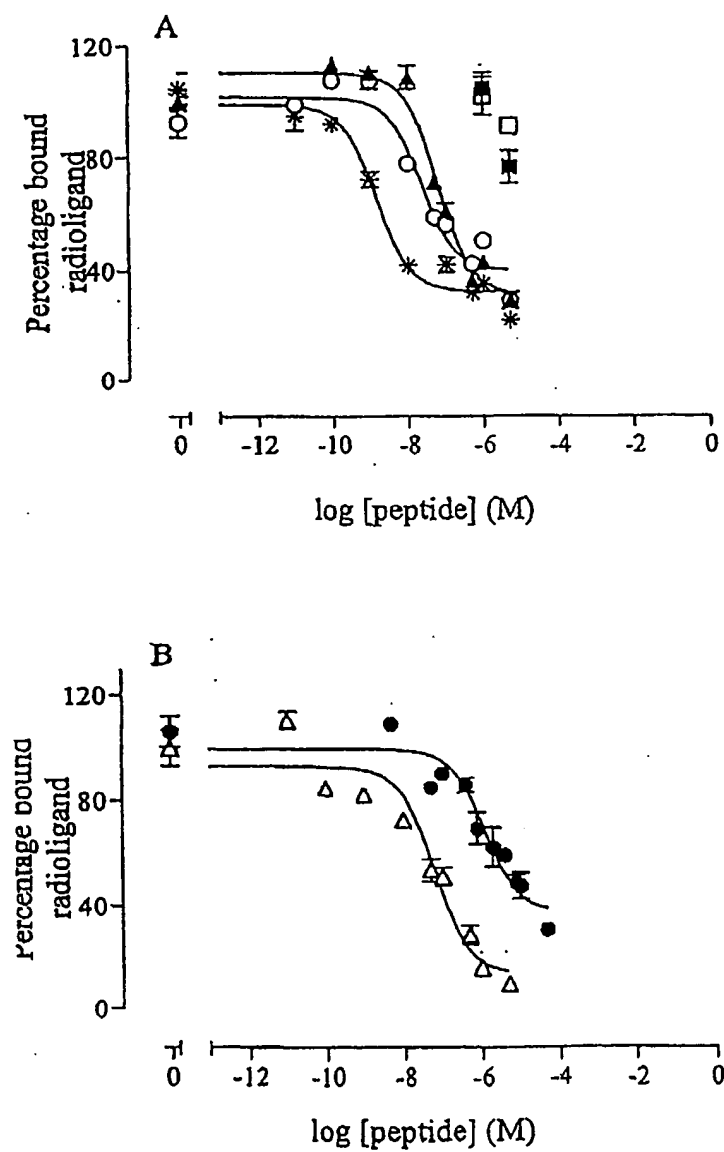 A
120
80
40
0
Percentage bound
radioligand
0 -12 -10 -8 -6 -4 -2 0
log [peptide] (M)
B
120
80
40
0
Percentage bound
radioligand
0 -12 -10 -8 -6 -4 -2 0
log [peptide] (M)